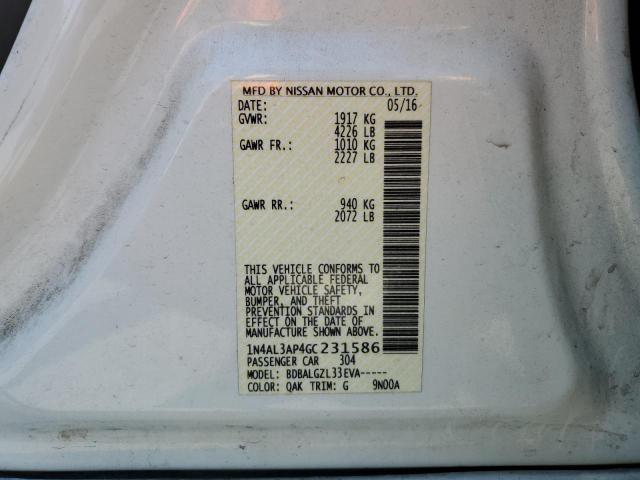 MFD BY NISSAN MOTOR CO., LTD.
DATE: 05/16
GVWR: 1917 KG
4226 LB
GAWR FR.: 1010 KG
2227 LB
GAWR RR.: 940 KG
2072 LB
THIS VEHICLE CONFORMS TO
ALL APPLICABLE FEDERAL
MOTOR VEHICLE SAFETY,
BUMPER, AND THEFT
PREVENTION STANDARDS IN
EFFECT ON THE DATE OF
MANUFACTURE SHOWN ABOVE.
1N4AL3AP4GC231586
PASSENGER CAR 304
MODEL: BDBALGZL33EVA-----
COLOR: QAK TRIM: G 9N00A